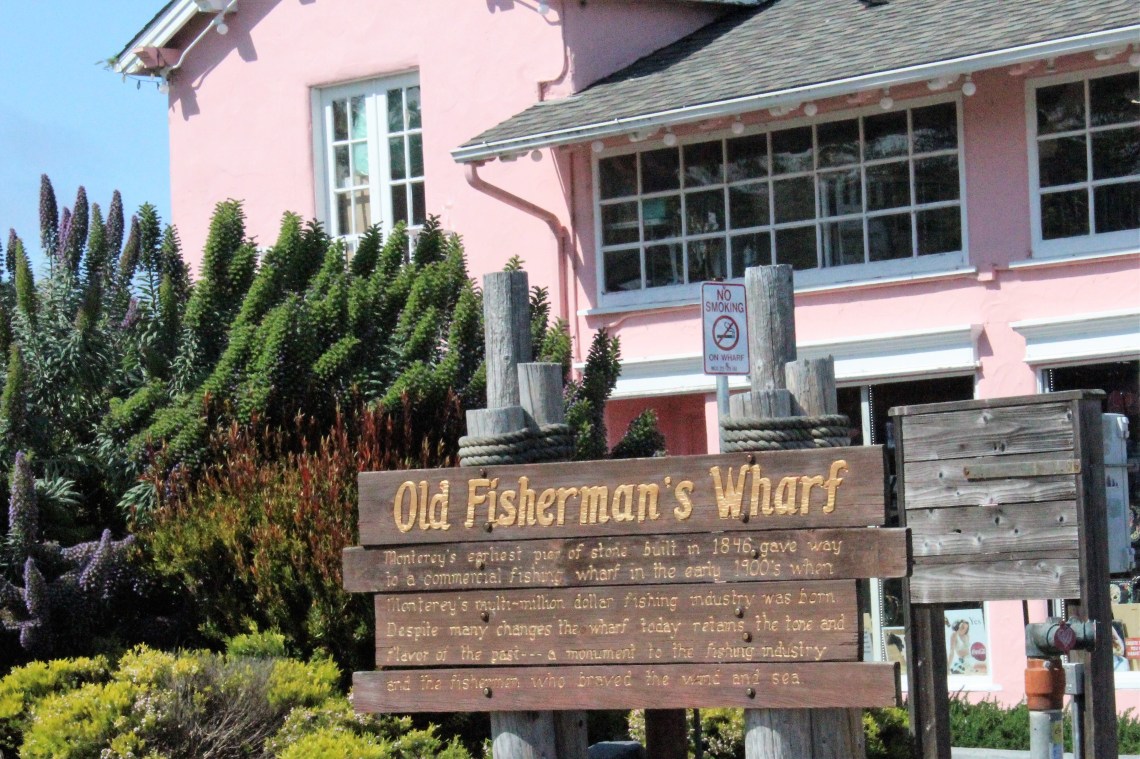 NO
SMOKING
ON WHARF
Old Fisherman's Wharf
Monterey's earliest pier of stone built in 1846 gave way
to a commercial fishing wharf in the early 1900's when
Monterey's multi-million dollar fishing industry was born
Despite many changes the wharf today retains the tone and
flavor of the past--- a monument to the fishing industry
and the fisherman who braved the wind and sea